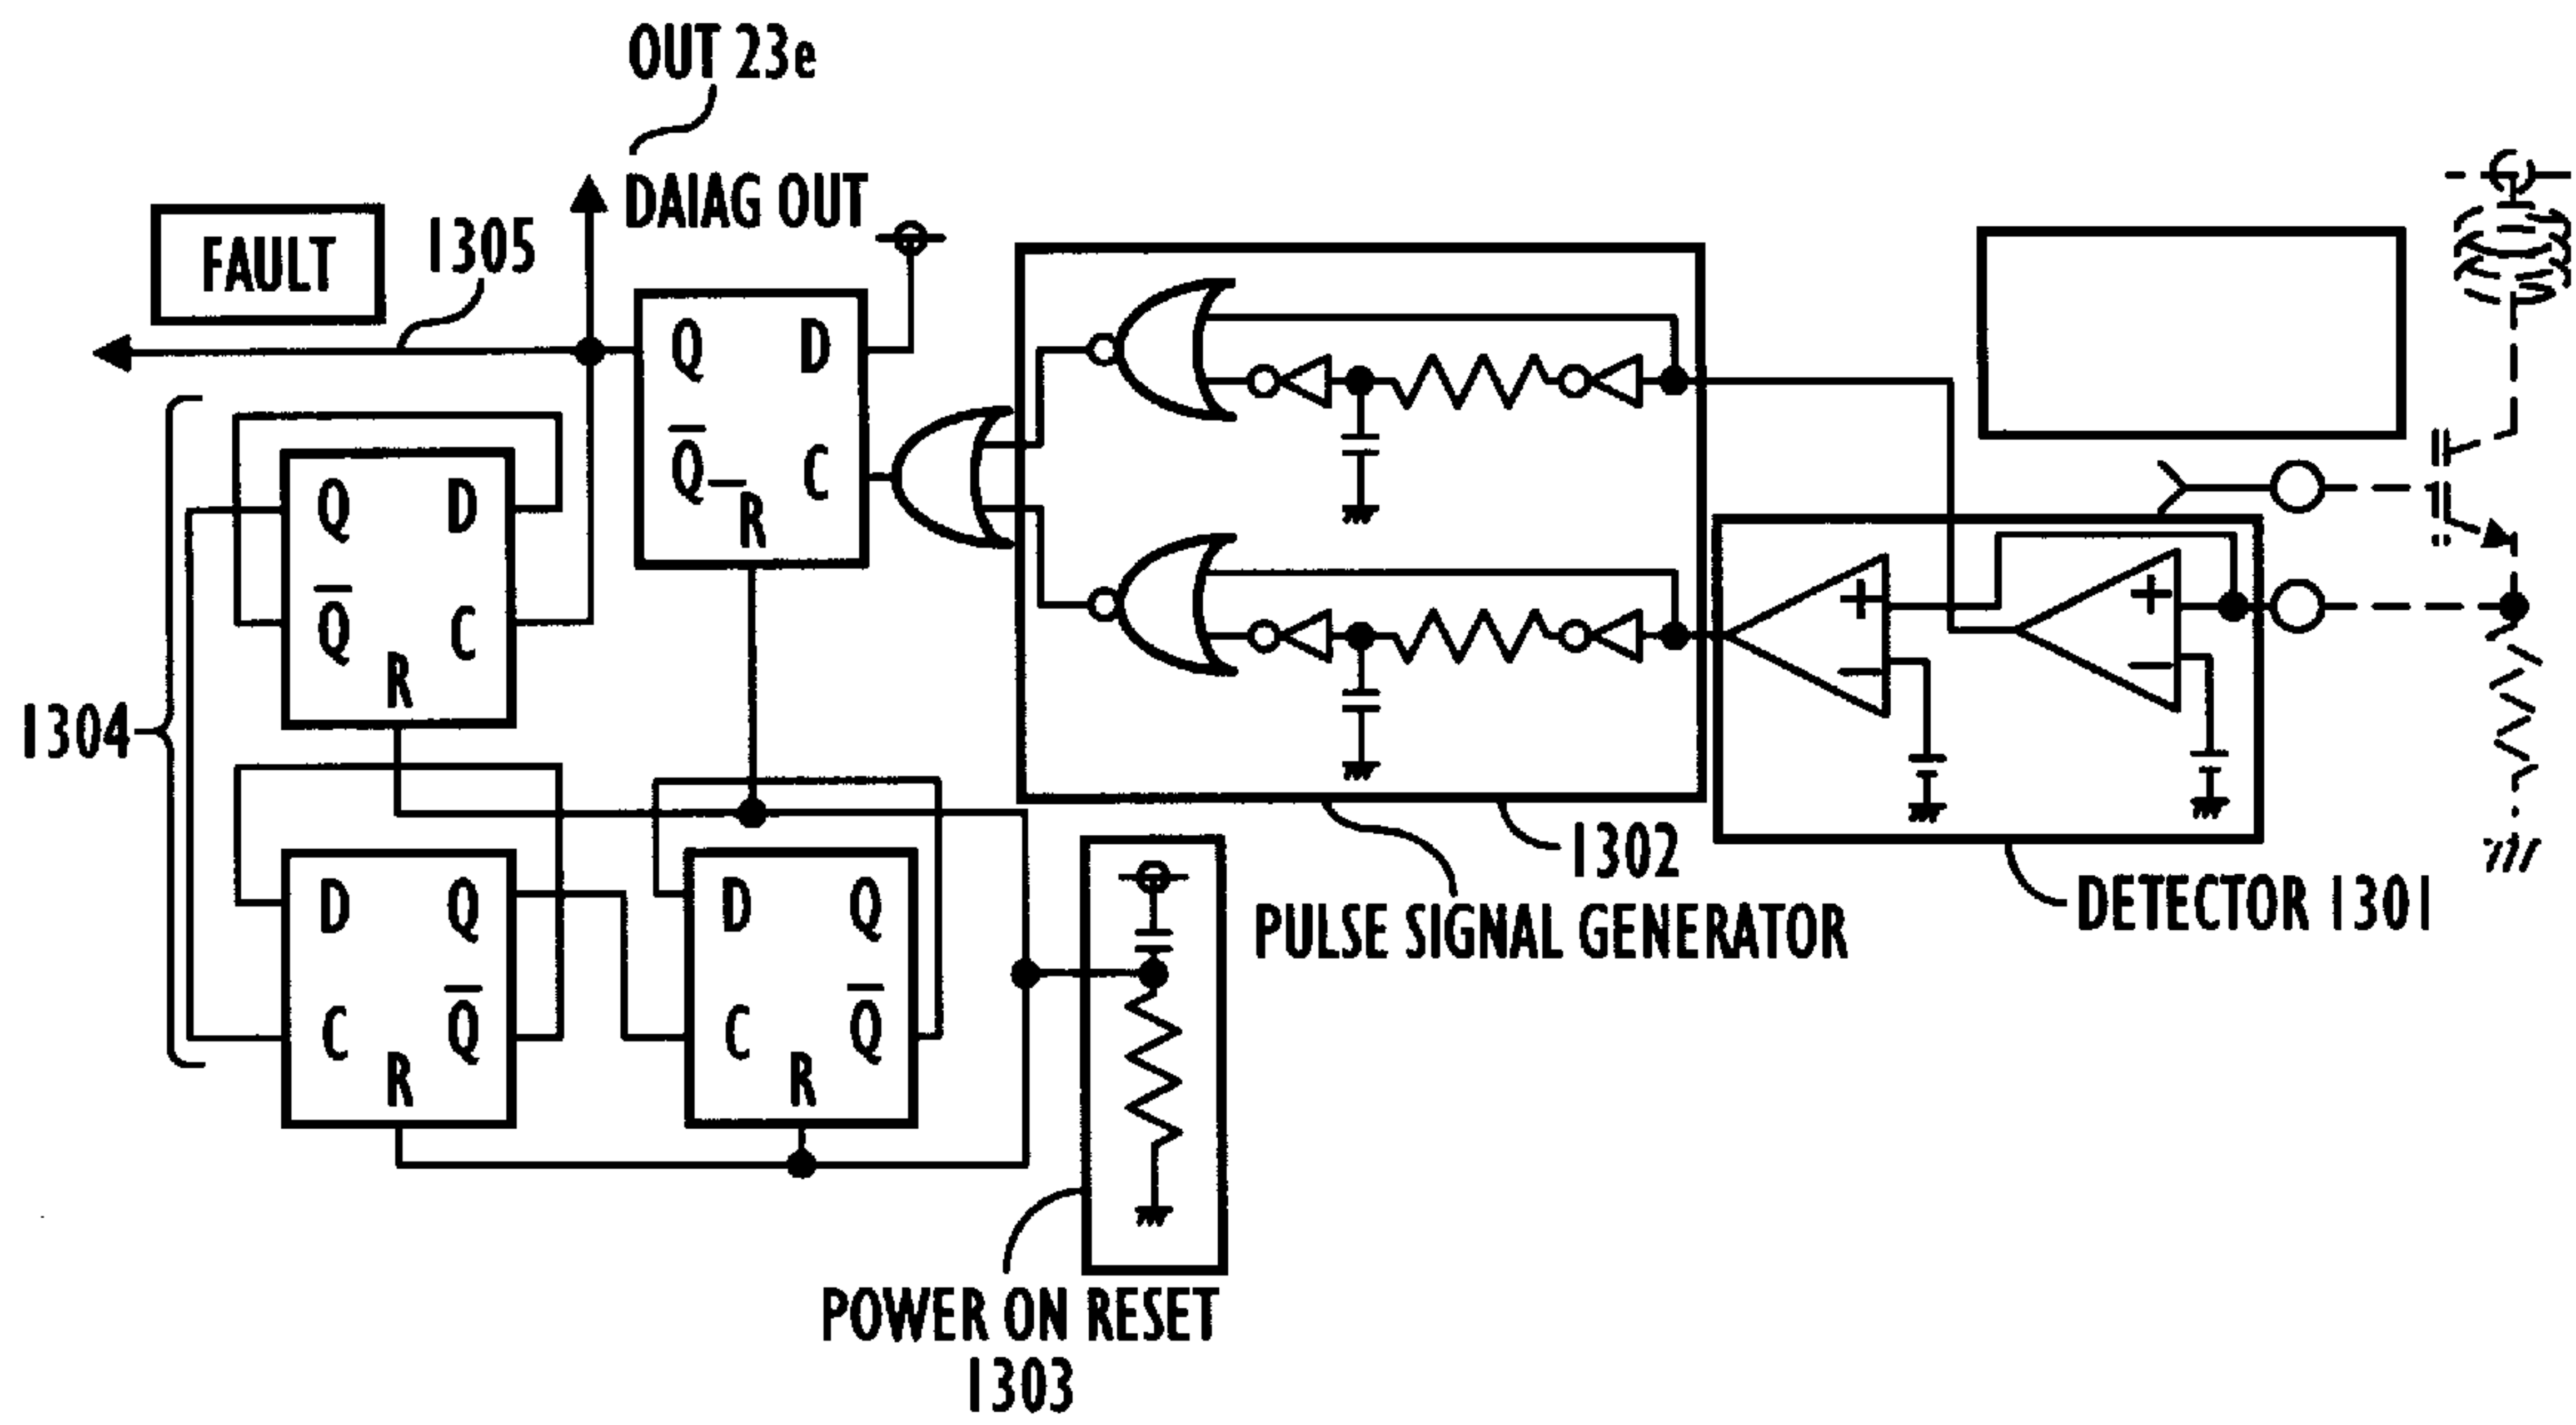 OUT 23e
DAIAG OUT
FAULT
1305
Q D
Q̅ C
R
Q D
Q̅ C
R
1304
D Q
C Q̅
R
D Q
C Q̅
R
+
−
+
−
1302
PULSE SIGNAL GENERATOR
DETECTOR 1301
POWER ON RESET
1303